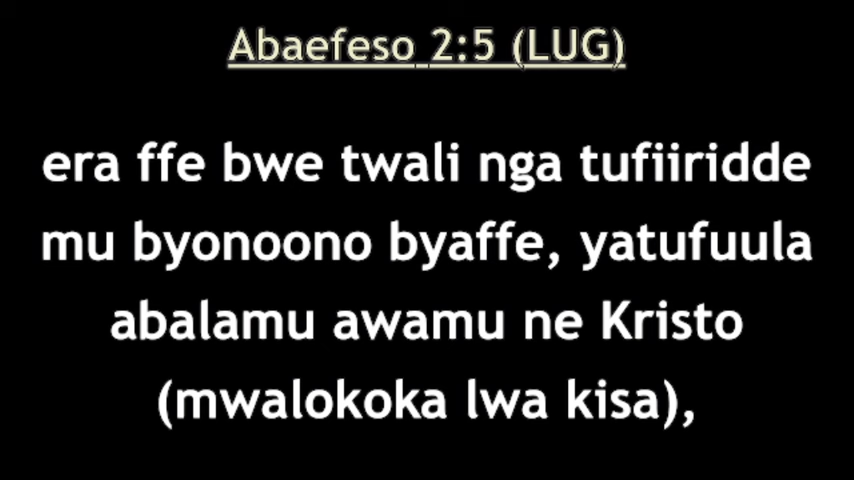 Abaefeso 2:5 (LUG)
era ffe bwe twali nga tufiiridde
mu byonoono byaffe, yatufuula
abalamu awamu ne Kristo
(mwalokoka lwa kisa),